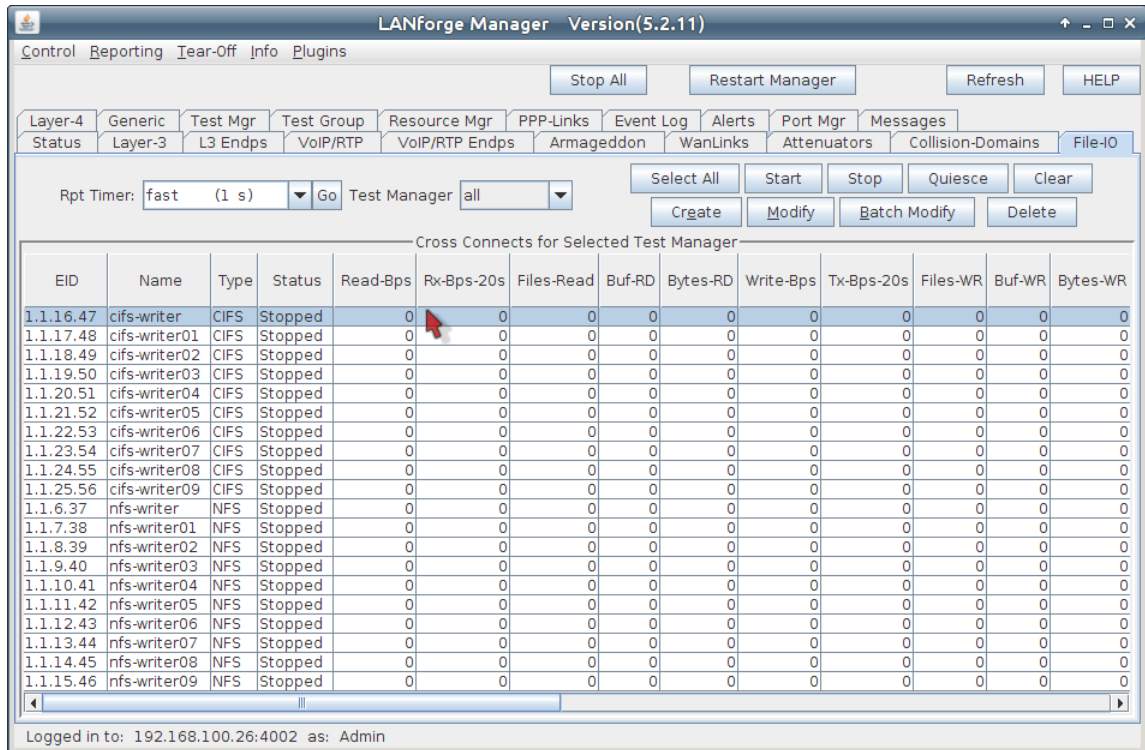 LANforge Manager Version(5.2.11)
Control Reporting Tear-Off Info Plugins
Stop All Restart Manager Refresh HELP
Layer-4 Generic Test Mgr Test Group Resource Mgr PPP-Links Event Log Alerts Port Mgr Messages
Status Layer-3 L3 Endps VoIP/RTP VoIP/RTP Endps Armageddon WanLinks Attenuators Collision-Domains File-IO
Rpt Timer: fast (1 s) Go Test Manager all Select All Start Stop Quiesce Clear
Create Modify Batch Modify Delete
Cross Connects for Selected Test Manager
EID Name Type Status Read-Bps Rx-Bps-20s Files-Read Buf-RD Bytes-RD Write-Bps Tx-Bps-20s Files-WR Buf-WR Bytes-WR
1.1.16.47 cifs-writer CIFS Stopped 0 0 0 0 0 0 0 0 0 0
1.1.17.48 cifs-writer01 CIFS Stopped 0 0 0 0 0 0 0 0 0 0
1.1.18.49 cifs-writer02 CIFS Stopped 0 0 0 0 0 0 0 0 0 0
1.1.19.50 cifs-writer03 CIFS Stopped 0 0 0 0 0 0 0 0 0 0
1.1.20.51 cifs-writer04 CIFS Stopped 0 0 0 0 0 0 0 0 0 0
1.1.21.52 cifs-writer05 CIFS Stopped 0 0 0 0 0 0 0 0 0 0
1.1.22.53 cifs-writer06 CIFS Stopped 0 0 0 0 0 0 0 0 0 0
1.1.23.54 cifs-writer07 CIFS Stopped 0 0 0 0 0 0 0 0 0 0
1.1.24.55 cifs-writer08 CIFS Stopped 0 0 0 0 0 0 0 0 0 0
1.1.25.56 cifs-writer09 CIFS Stopped 0 0 0 0 0 0 0 0 0 0
1.1.6.37 nfs-writer NFS Stopped 0 0 0 0 0 0 0 0 0 0
1.1.7.38 nfs-writer01 NFS Stopped 0 0 0 0 0 0 0 0 0 0
1.1.8.39 nfs-writer02 NFS Stopped 0 0 0 0 0 0 0 0 0 0
1.1.9.40 nfs-writer03 NFS Stopped 0 0 0 0 0 0 0 0 0 0
1.1.10.41 nfs-writer04 NFS Stopped 0 0 0 0 0 0 0 0 0 0
1.1.11.42 nfs-writer05 NFS Stopped 0 0 0 0 0 0 0 0 0 0
1.1.12.43 nfs-writer06 NFS Stopped 0 0 0 0 0 0 0 0 0 0
1.1.13.44 nfs-writer07 NFS Stopped 0 0 0 0 0 0 0 0 0 0
1.1.14.45 nfs-writer08 NFS Stopped 0 0 0 0 0 0 0 0 0 0
1.1.15.46 nfs-writer09 NFS Stopped 0 0 0 0 0 0 0 0 0 0
Logged in to: 192.168.100.26:4002 as: Admin